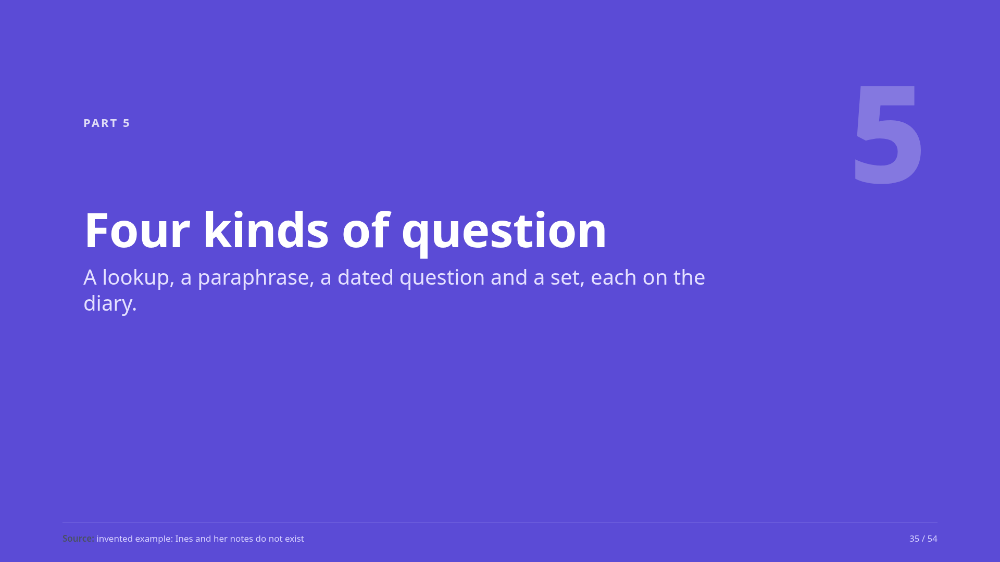 PART 5
5
Four kinds of question
A lookup, a paraphrase, a dated question and a set, each on the
diary.
Source: invented example: Ines and her notes do not exist
35 / 54